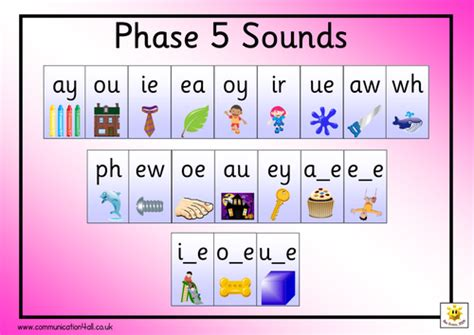 Phase 5 Sounds
ay ou ie ea oy ir ue aw wh
ph ew oe au ey a_e e_e
i_e o_e u_e
www.communication4all.co.uk